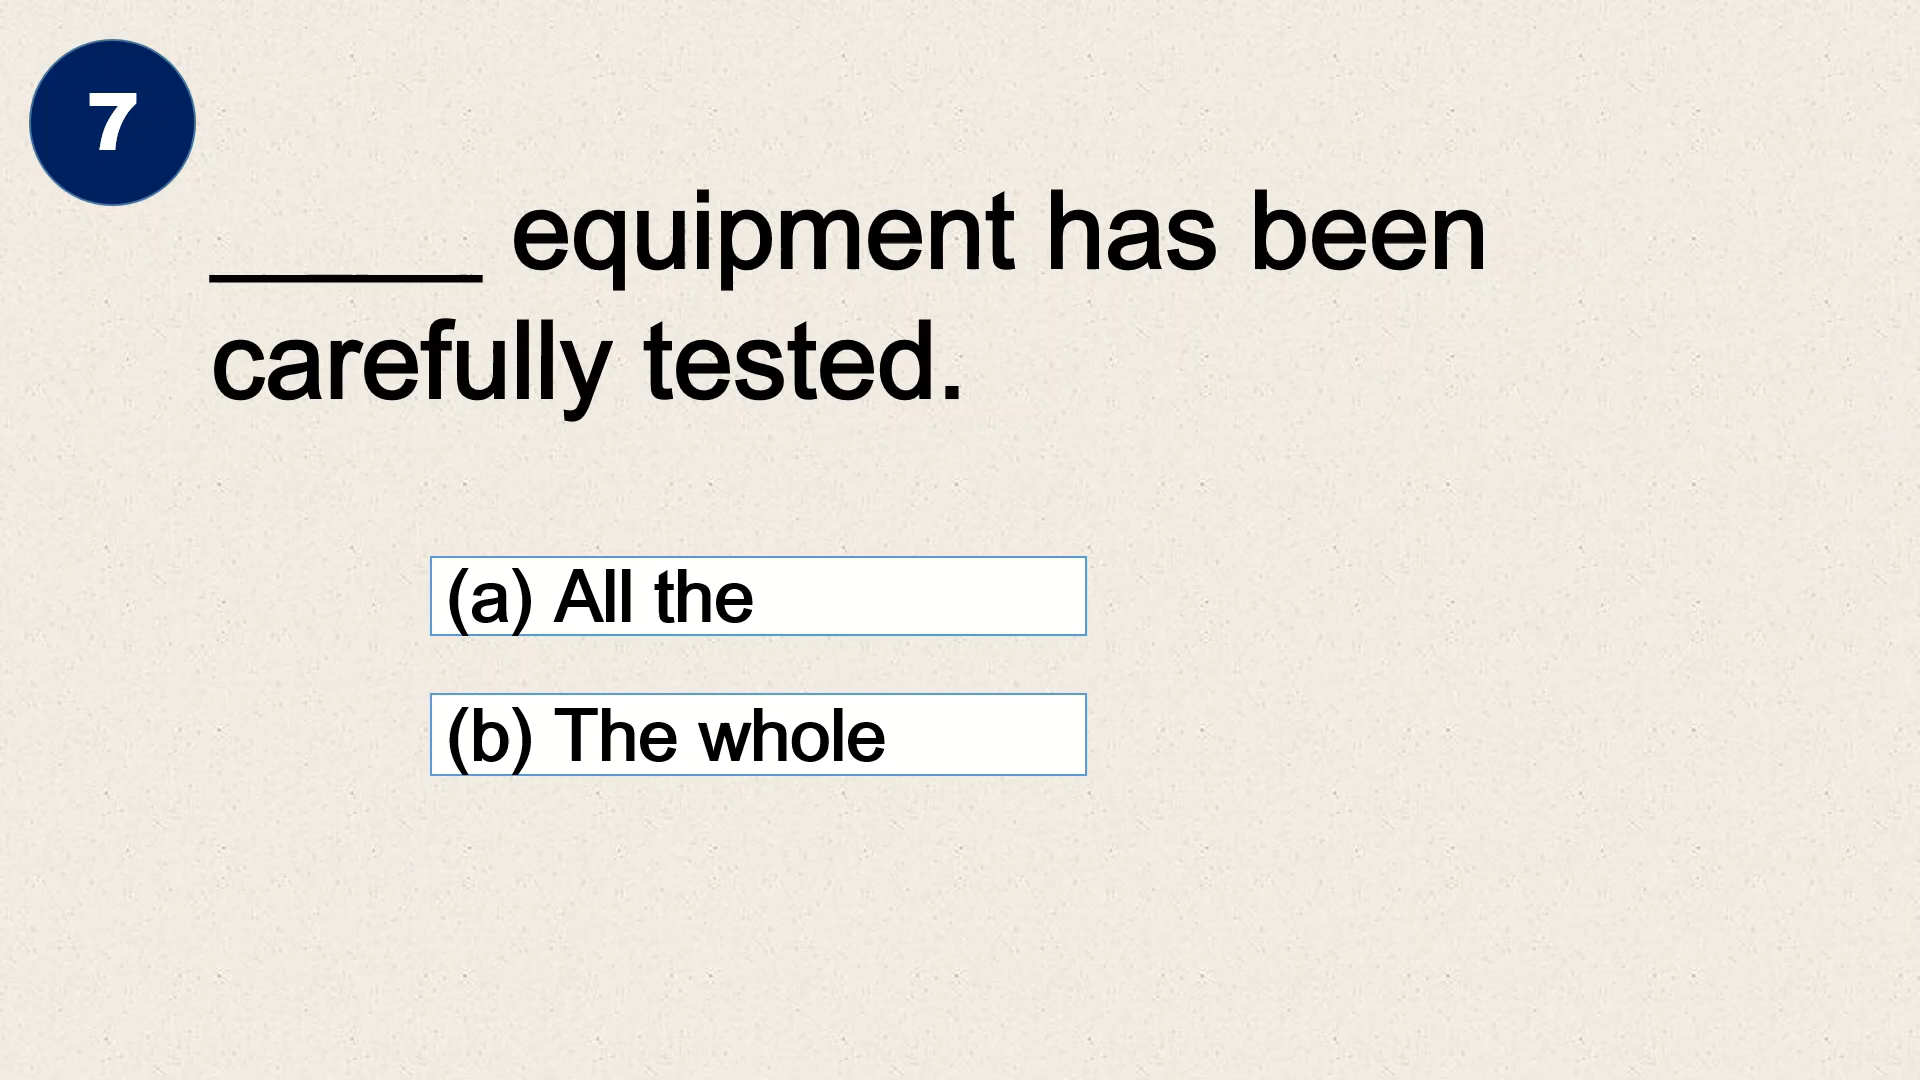 7
_____ equipment has been
carefully tested.
(a) All the
(b) The whole